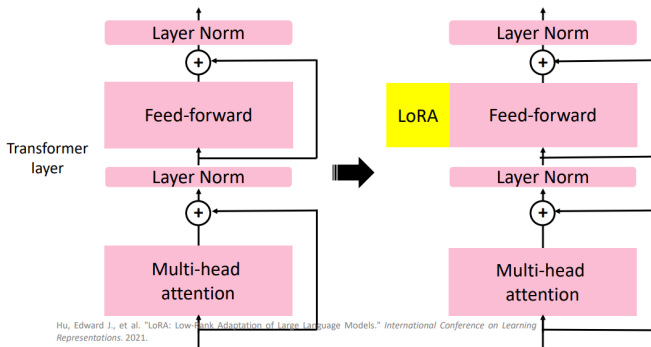 Layer Norm
+
Feed-forward
Transformer
layer
Layer Norm
+
Multi-head
attention
Layer Norm
+
LoRA
Feed-forward
Layer Norm
+
Multi-head
attention
Hu, Edward J., et al. "LoRA: Low-Rank Adaptation of Large Language Models." International Conference on Learning
Representations. 2021.